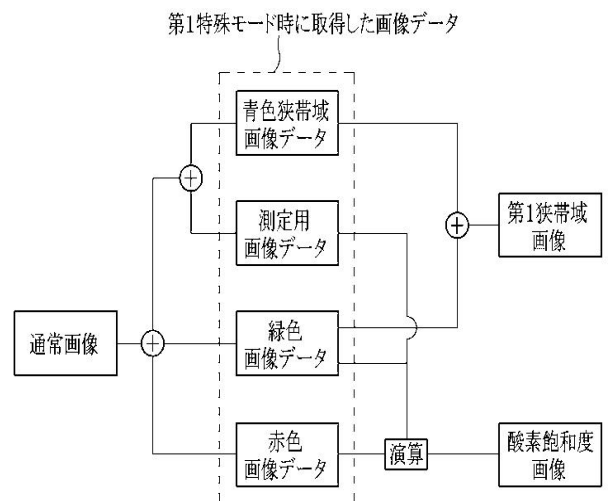 第1特殊モード時に取得した画像データ
青色狭帯域
画像データ
測定用
画像データ
第1狭帯域
画像
通常画像
緑色
画像データ
赤色
画像データ
演算
酸素飽和度
画像